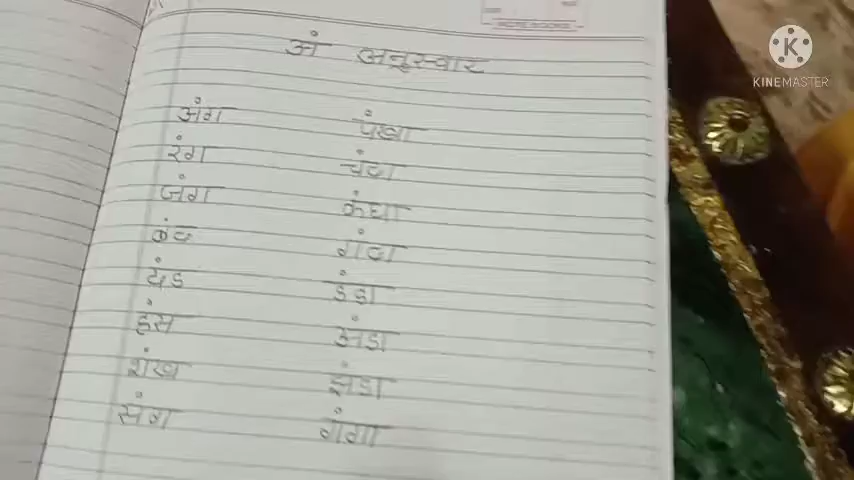 अं अनुस्वार
अंग पंखा
रंग चंदा
जंग कंघा
बंद गंदा
दंड डंडा
हंस अंडा
शंख झंडा
संग गंगा
KINEMASTER